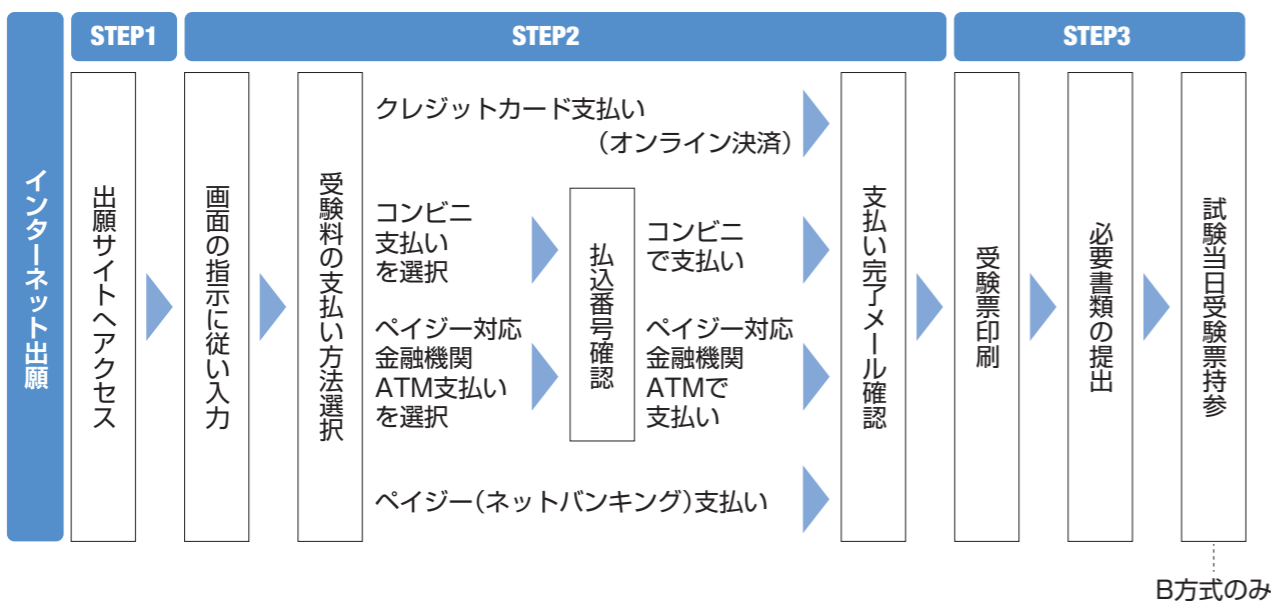 STEP1
STEP2
STEP3
インターネット出願
出願サイトへアクセス
画面の指示に従い入力
受験料の支払い方法選択
クレジットカード支払い
（オンライン決済）
コンビニ
支払い
を選択
ペイジー対応
金融機関
ATM支払い
を選択
払込番号確認
コンビニ
で支払い
ペイジー対応
金融機関
ATMで
支払い
ペイジー（ネットバンキング）支払い
支払い完了メール確認
受験票印刷
必要書類の提出
試験当日受験票持参
B方式のみ